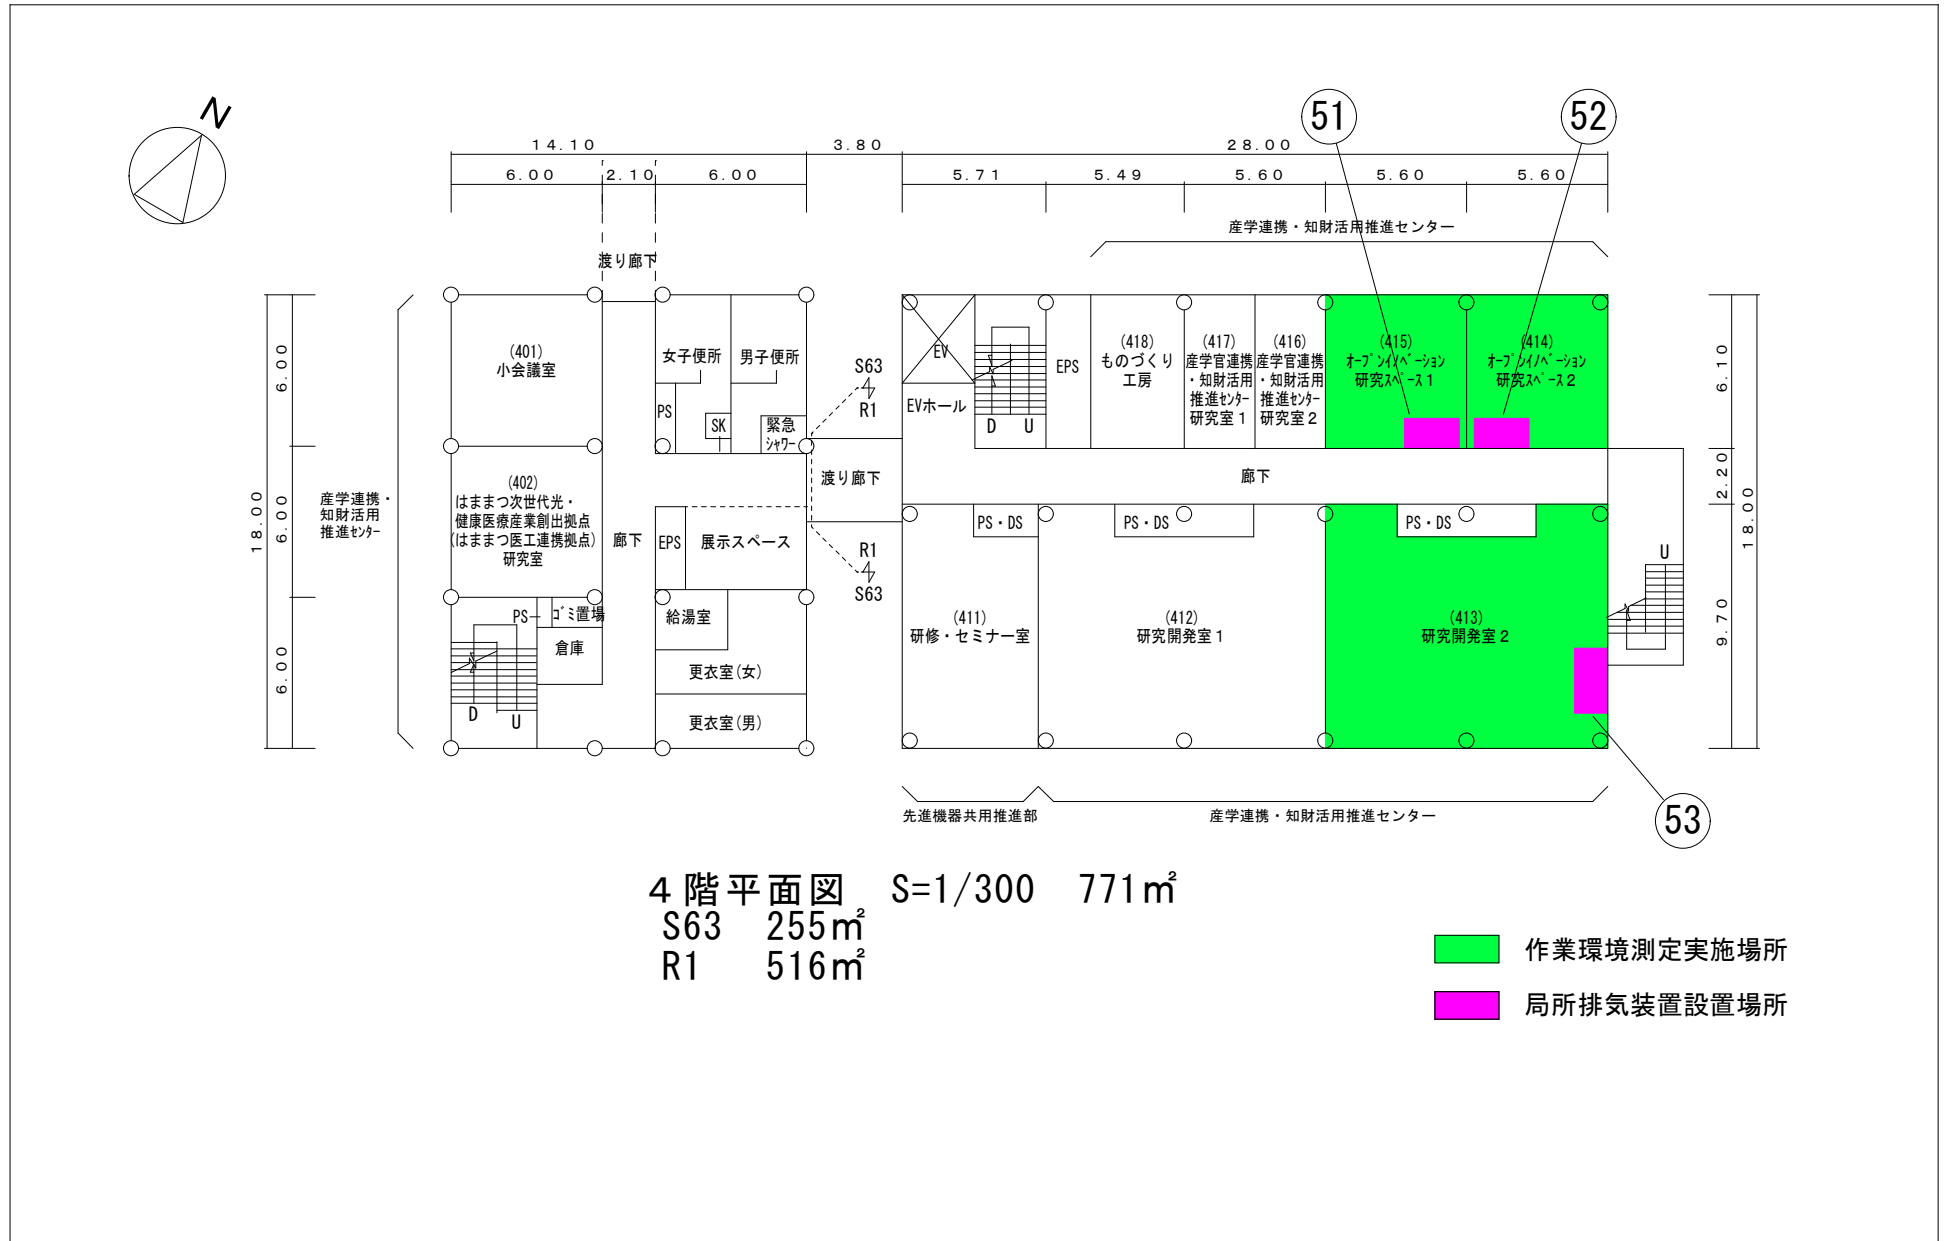 N
51
52
14.10
3.80
28.00
6.00
2.10
6.00
5.71
5.49
5.60
5.60
5.60
産学連携・知財活用推進センター
渡り廊下
(401)
小会議室
女子便所
男子便所
PS
SK
緊急
シャワー
S63
R1
EV
EVホール
D
U
EPS
(418)
ものづくり
工房
(417)
産学官連携
・知財活用
推進センター
研究室1
(416)
産学官連携
・知財活用
推進センター
研究室2
(415)
オープンイノベーション
研究スペース1
(414)
オープンイノベーション
研究スペース2
6.00
6.00
6.00
18.00
6.10
2.20
9.70
18.00
産学連携・
知財活用
推進センター
(402)
はままつ次世代光・
健康医療産業創出拠点
(はままつ医工連携拠点)
研究室
廊下
渡り廊下
廊下
EPS
展示スペース
R1
S63
PS・DS
PS・DS
PS・DS
U
PS
ゴミ置場
倉庫
給湯室
更衣室(女)
更衣室(男)
D
U
(411)
研修・セミナー室
(412)
研究開発室1
(413)
研究開発室2
先進機器共用推進部
産学連携・知財活用推進センター
53
4階平面図 S=1/300 771㎡
S63 255㎡
R1 516㎡
作業環境測定実施場所
局所排気装置設置場所